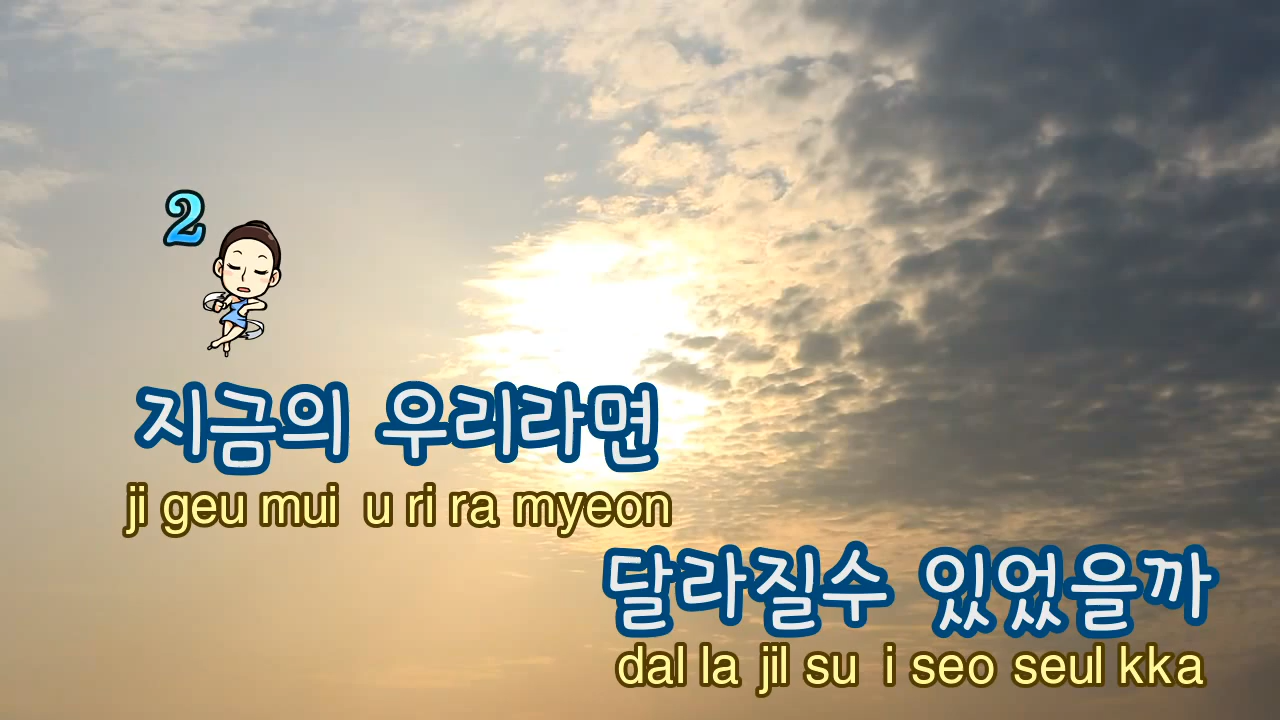 2
지금의 우리라면
ji geu mui u ri ra myeon
달라질수 있었을까
dal la jil su i seo seul kka